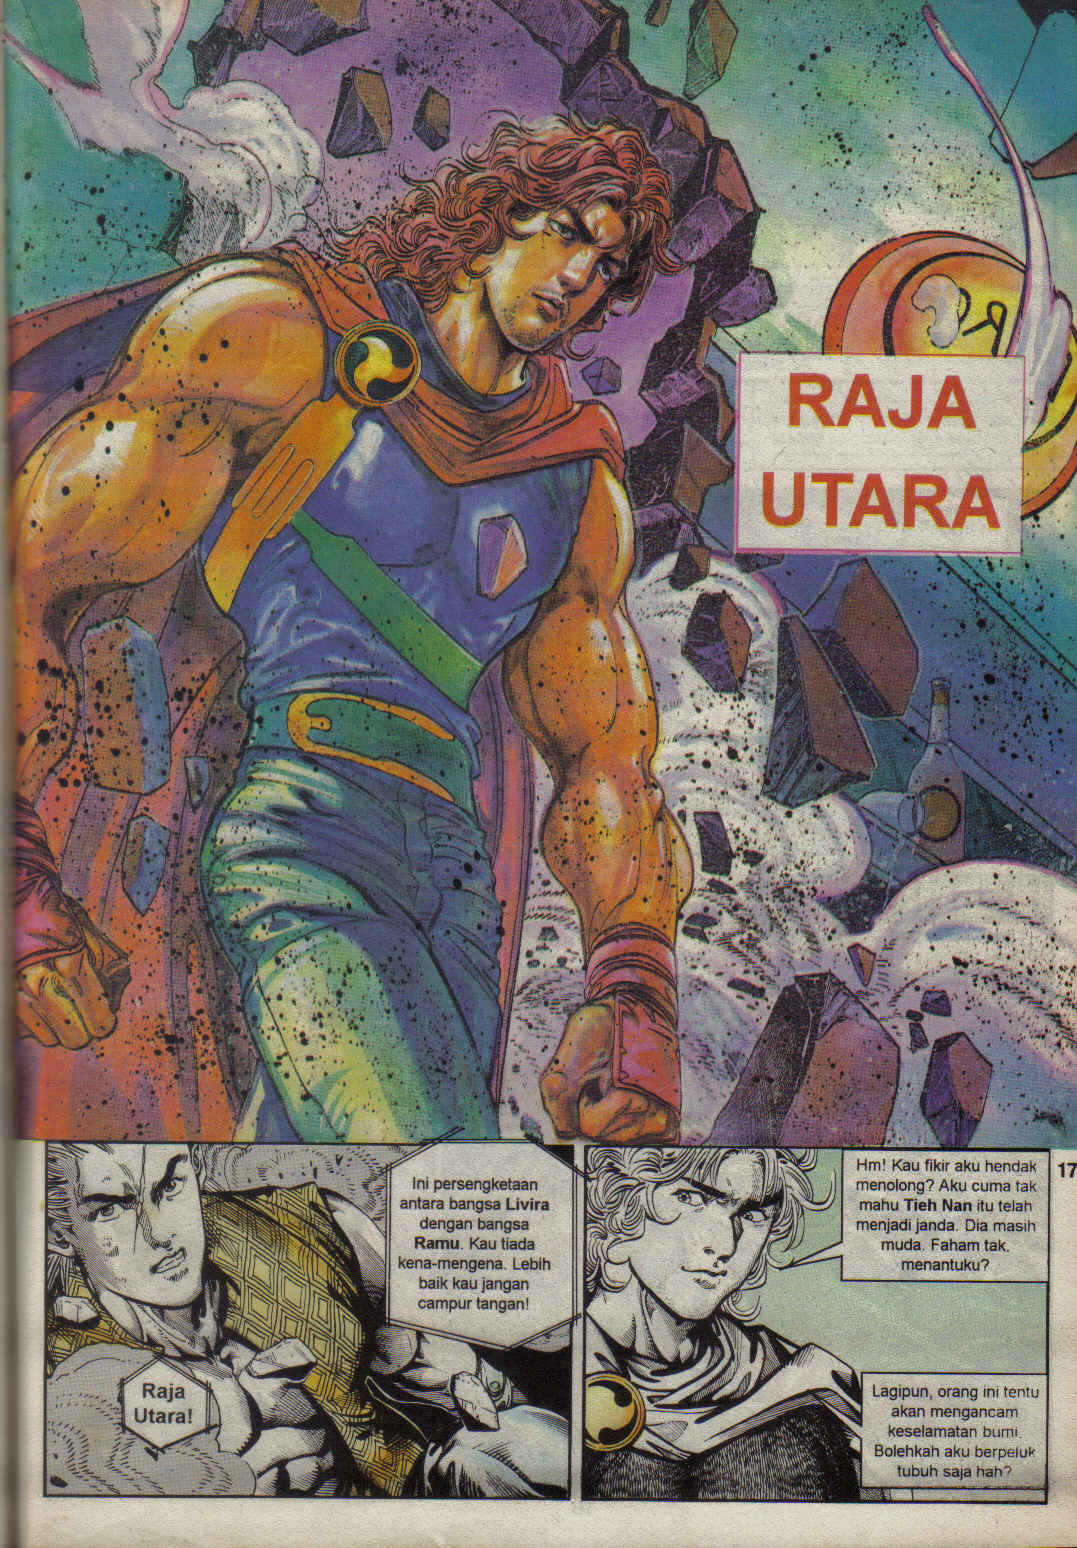 RAJA
UTARA
Ini persengketaan
antara bangsa Livira
dengan bangsa
Ramu. Kau tiada
kena-mengena. Lebih
baik kau jangan
campur tangan!
Raja
Utara!
Hm! Kau fikir aku hendak
menolong? Aku cuma tak
mahu Tieh Nan itu telah
menjadi janda. Dia masih
muda. Faham tak,
menantuku?
17
Lagipun, orang ini tentu
akan mengancam
keselamatan bumi.
Bolehkah aku berpeluk
tubuh saja hah?